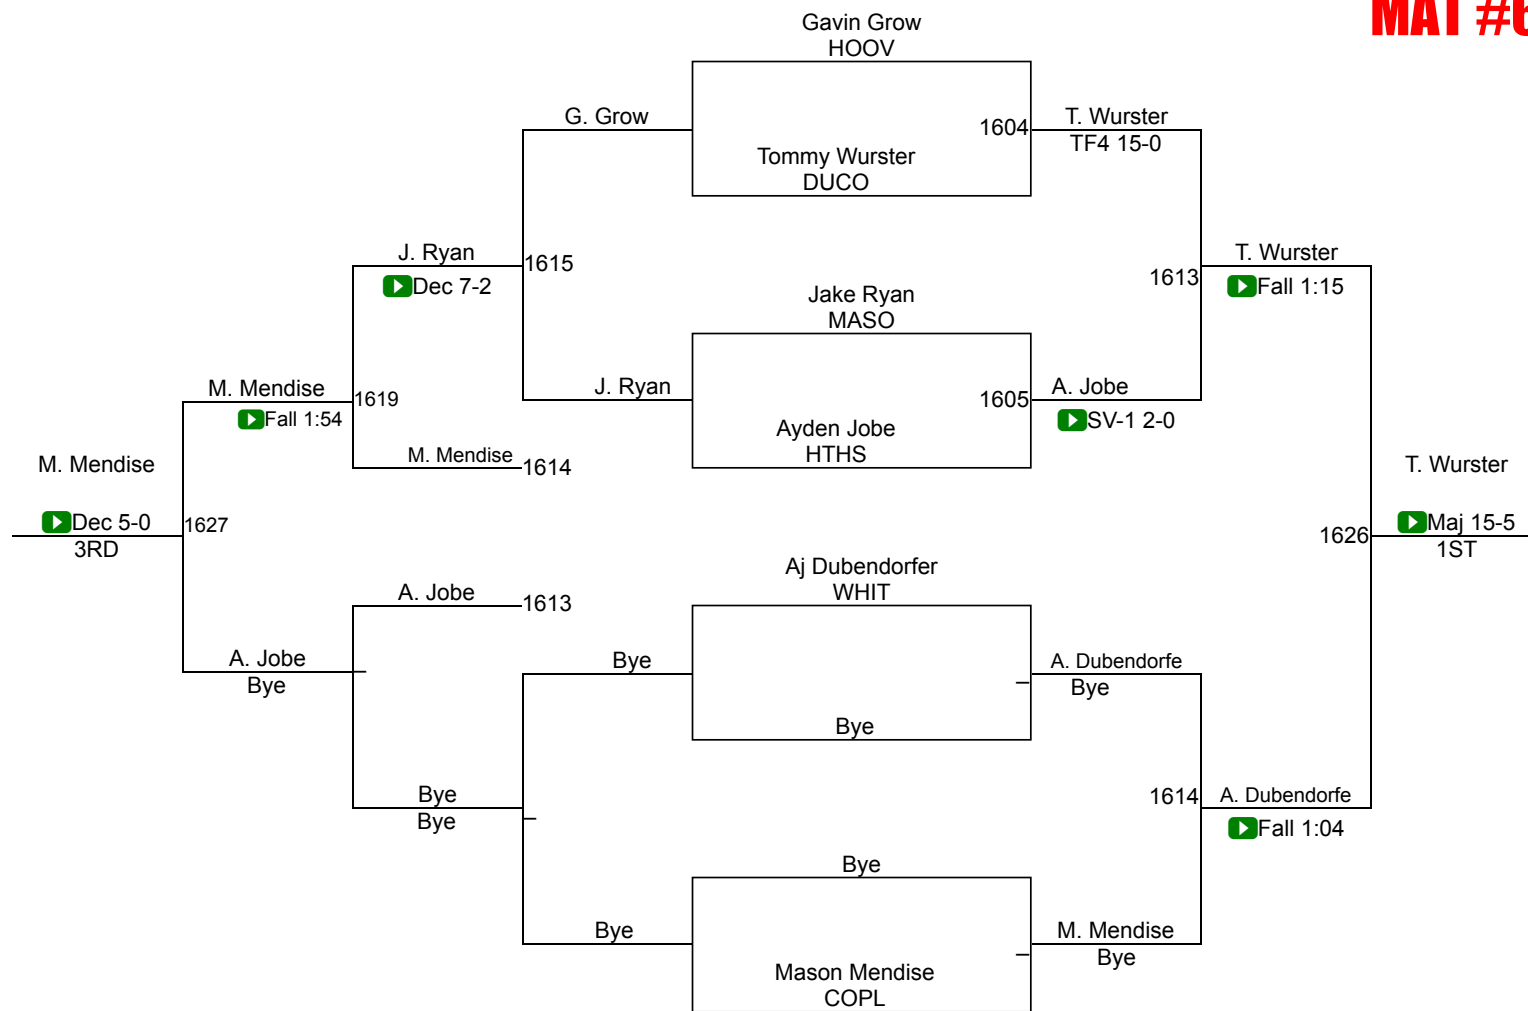 MAT #6
Gavin Grow
HOOV
G. Grow
1604
T. Wurster
TF4 15-0
Tommy Wurster
DUCO
J. Ryan
1615
Dec 7-2
T. Wurster
1613
Fall 1:15
Jake Ryan
MASO
M. Mendise
1619
Fall 1:54
J. Ryan
1605
A. Jobe
SV-1 2-0
Ayden Jobe
HTHS
M. Mendise
1614
M. Mendise
T. Wurster
Dec 5-0
1627
3RD
1626
Maj 15-5
1ST
Aj Dubendorfer
WHIT
A. Jobe
1613
A. Jobe
Bye
Bye
A. Dubendorfe
Bye
Bye
Bye
Bye
1614
A. Dubendorfe
Fall 1:04
Bye
Bye
M. Mendise
Bye
Mason Mendise
COPL